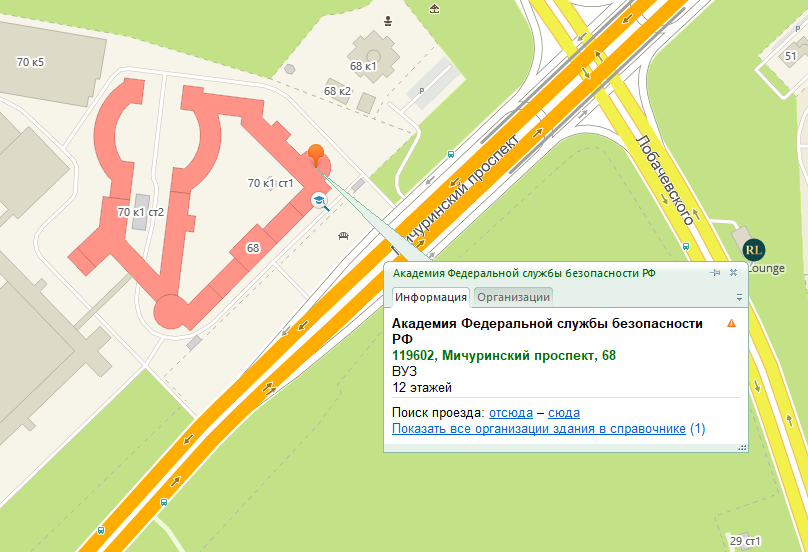 70 к5
68 к1
68 к2
P
51
P
Лобачевского
Мичуринский проспект
70 к1 ст1
70 к1 ст2
68
RL
Lounge
Академия Федеральной службы безопасности РФ
Информация
Организации
Академия Федеральной службы безопасности
РФ
119602, Мичуринский проспект, 68
ВУЗ
12 этажей
Поиск проезда: отсюда – сюда
Показать все организации здания в справочнике (1)
29 ст1